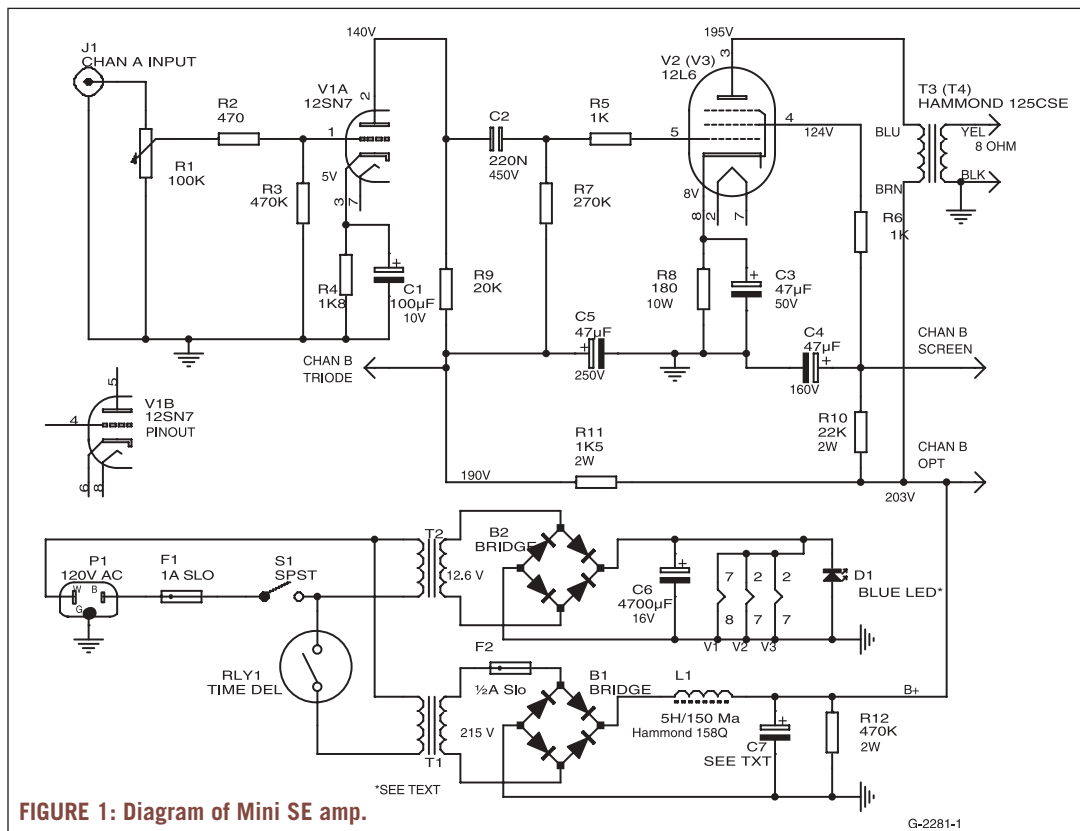 J1
CHAN A INPUT
R1
100K
R2
470
R3
470K
1
V1A
12SN7
2
140V
5V
3
7
R4
1K8
C1
+
100µF
10V
R9
20K
C2
220N
450V
R7
270K
R5
1K
V2 (V3)
12L6
195V
3
5
4
124V
8V
8
2
7
R8
180
10W
C3
+
47µF
50V
C5
47µF
+
250V
C4
47µF
+
160V
R6
1K
T3 (T4)
HAMMOND 125CSE
BLU
BRN
YEL
8 OHM
BLK
CHAN B
TRIODE
CHAN B
SCREEN
R10
22K
2W
CHAN B
OPT
R11
1K5
2W
190V
203V
V1B
12SN7
PINOUT
5
4
6
8
P1
120V AC
W
B
G
F1
1A SLO
S1
SPST
RLY1
TIME DEL
T2
12.6 V
B2
BRIDGE
C6
+
4700µF
16V
7
8
V1
2
7
V2
2
7
V3
D1
BLUE LED*
T1
215 V
F2
½A Slo
B1
BRIDGE
L1
5H/150 Ma
Hammond 158Q
+
C7
SEE TXT
R12
470K
2W
B+
*SEE TEXT
FIGURE 1: Diagram of Mini SE amp.
G-2281-1